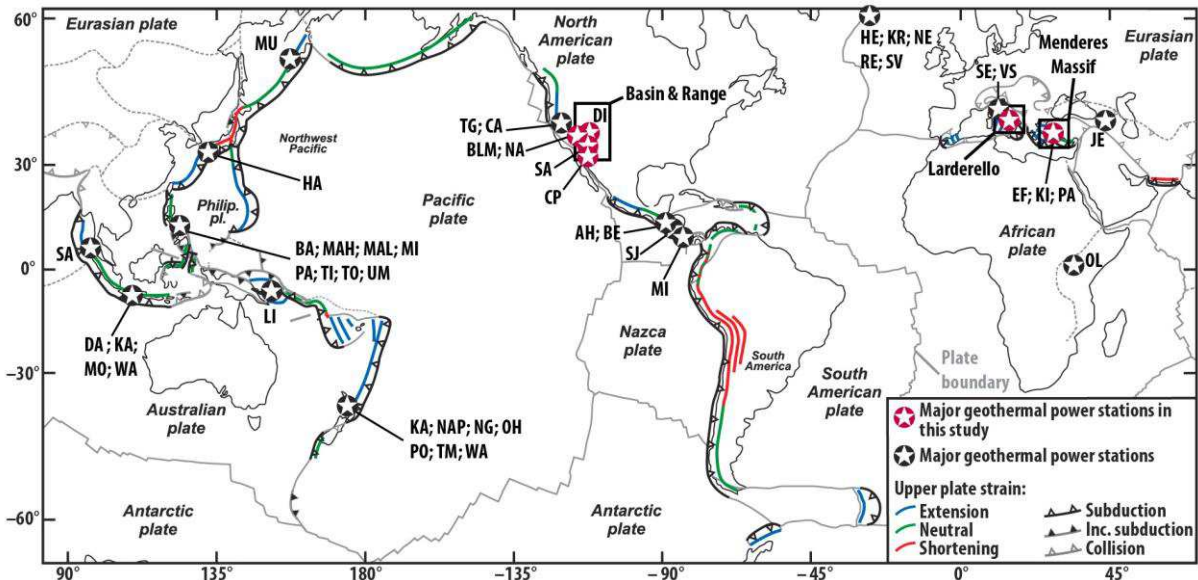 60°
30°
0°
−30°
−60°
90°
135°
180°
−135°
−90°
−45°
0°
45°
Eurasian plate
MU
Northwest
Pacific
HA
Philip.
pl.
SA
BA; MAH; MAL; MI
PA; TI; TO; UM
DA ; KA;
MO; WA
LI
Australian
plate
KA; NAP; NG; OH
PO; TM; WA
Antarctic
plate
Pacific
plate
North
American
plate
Basin & Range
DI
TG; CA
BLM; NA
SA
CP
AH; BE
SJ
MI
Nazca
plate
South
America
South
American
plate
Antarctic
plate
Plate
boundary
HE; KR; NE
RE; SV
SE; VS
Menderes
Massif
Eurasian
plate
Larderello
JE
EF; KI; PA
African
plate
OL
Major geothermal power stations in
this study
Major geothermal power stations
Upper plate strain:
Extension
Neutral
Shortening
Subduction
Inc. subduction
Collision